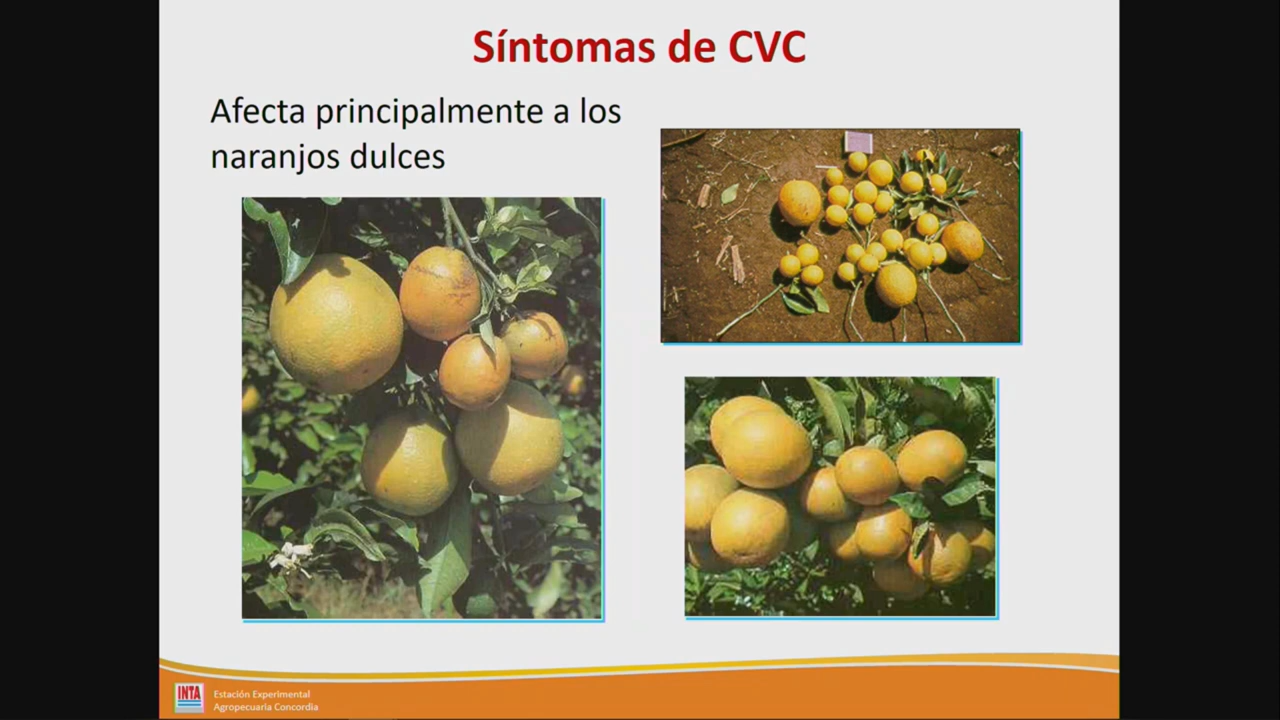 Síntomas de CVC
Afecta principalmente a los
naranjos dulces
INTA
Estación Experimental
Agropecuaria Concordia